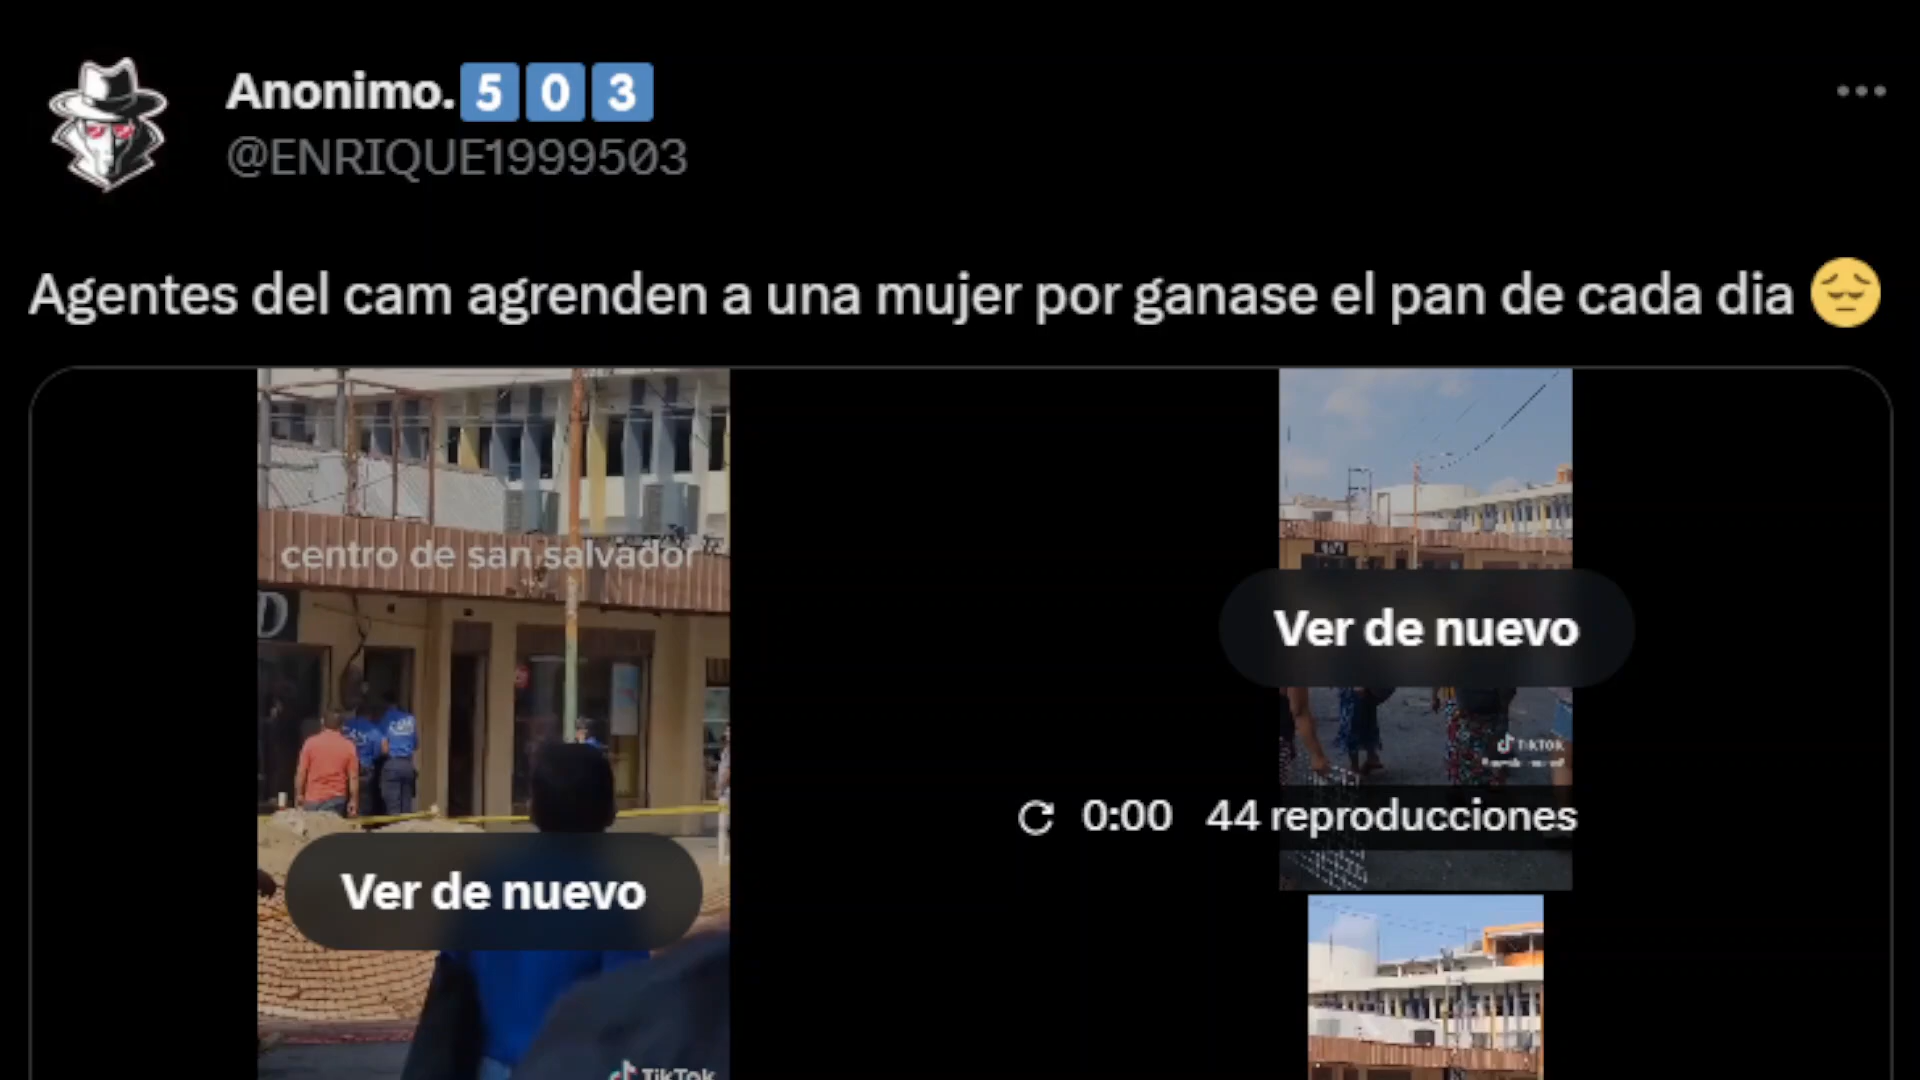 Anonimo.503
@ENRIQUE1999503
Agentes del cam agrenden a una mujer por ganase el pan de cada dia
centro de san salvador
D
CAM
Ver de nuevo
TikTok
Ver de nuevo
TikTok
0:00 44 reproducciones